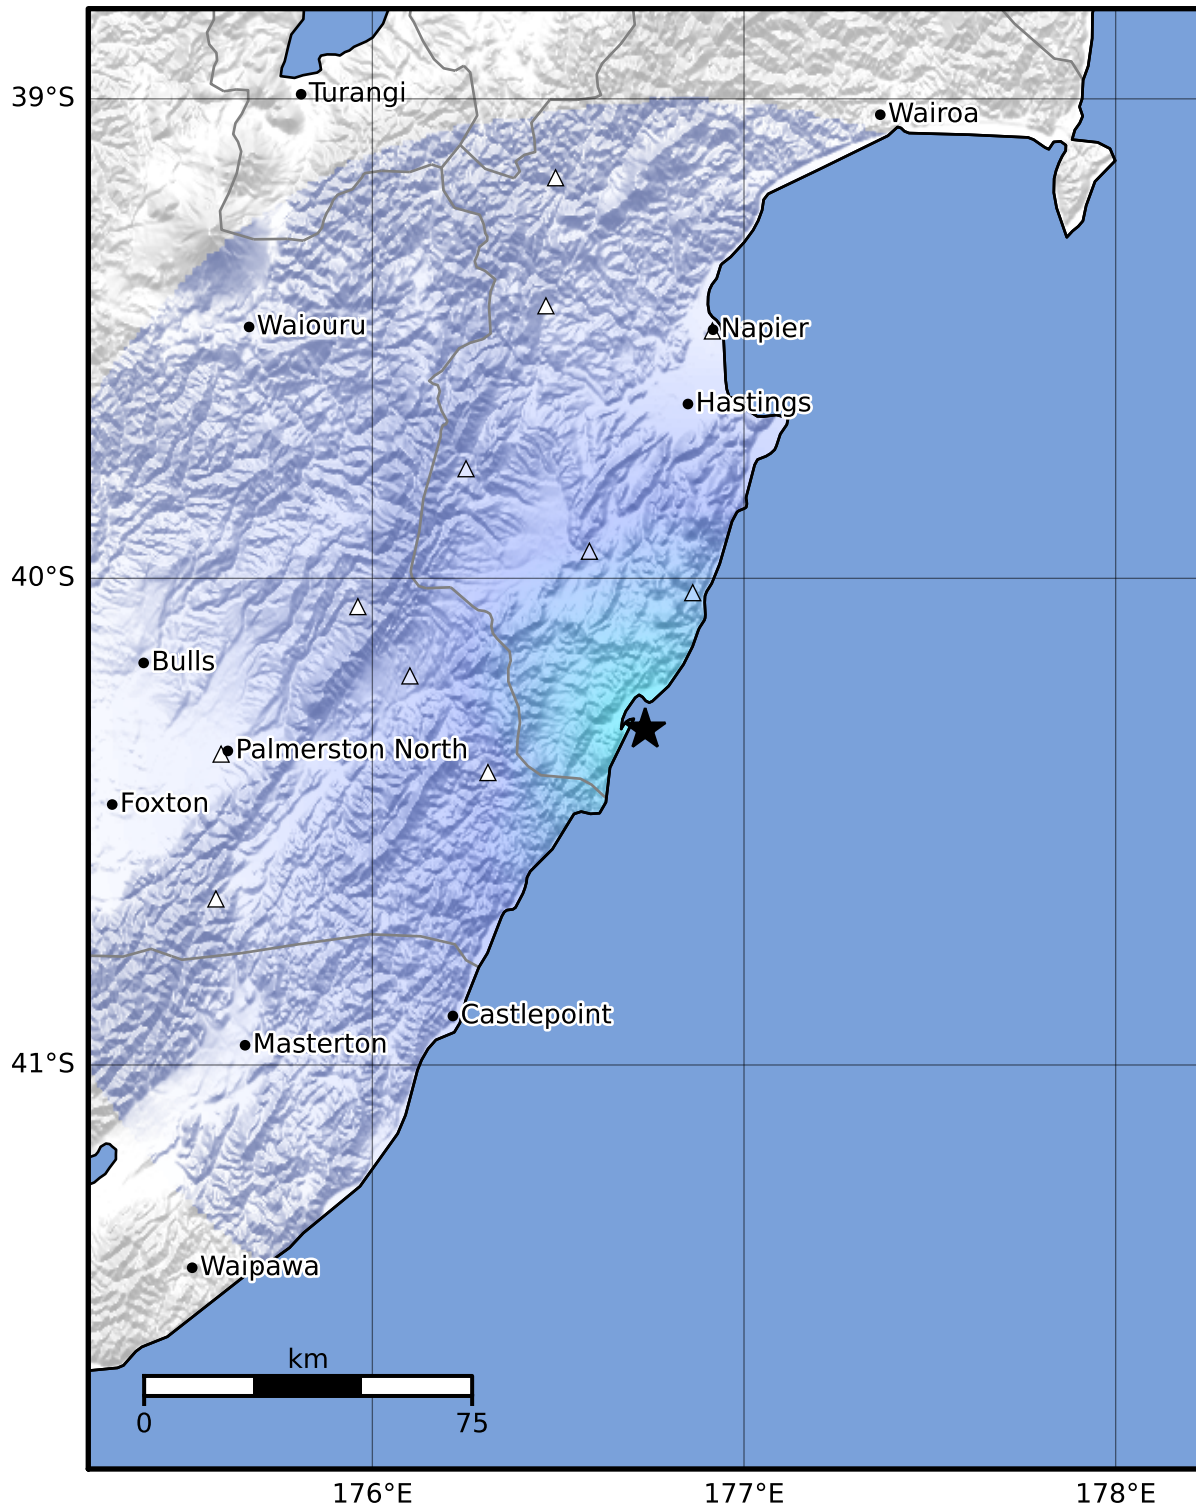 39°S
Turangi
Wairoa
Waiouru
Napier
Hastings
40°S
Bulls
Palmerston North
Foxton
Castlepoint
Masterton
41°S
Waipawa
km
0 75
176°E 177°E 178°E